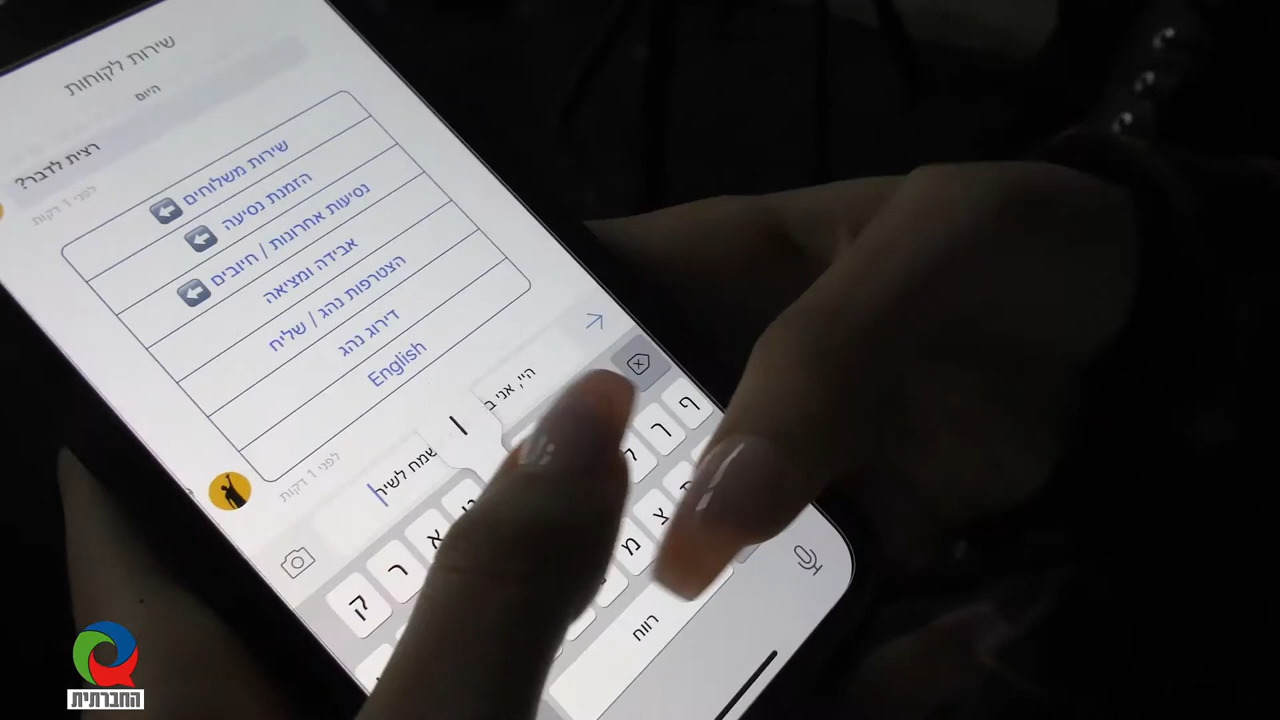 שירות לקוחות
היום
רצית לדבר?
לפני 1 דקות
שירות משלוחים
הזמנת נסיעה
נסיעות אחרונות / חיובים
אבידה ומציאה
הצטרפות נהג / שליח
דירוג נהג
English
לפני 1 דקות
היי, אני
שמח לשיר
ף
ך
ל
א
ר
ק
צ
מ
רווח
החברתית